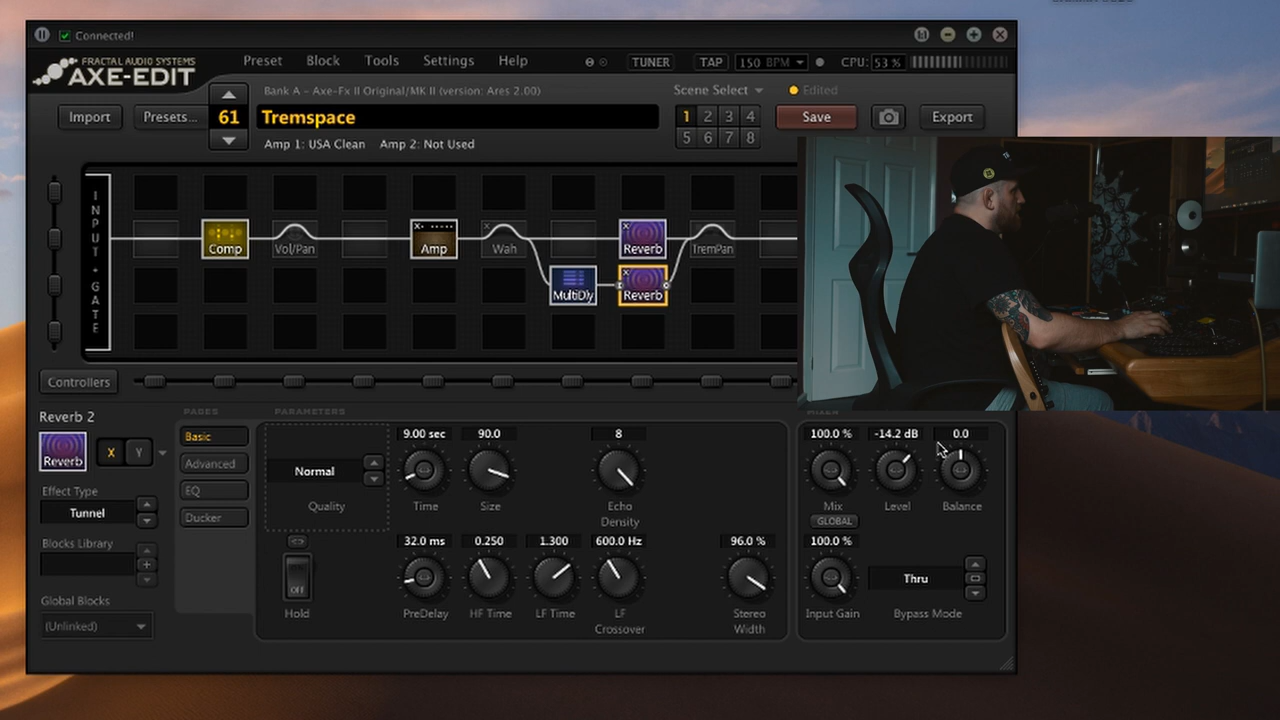 Connected!
FRACTAL AUDIO SYSTEMS
AXE-EDIT
Preset Block Tools Settings Help
TUNER TAP 150 BPM CPU: 53 %
Bank A - Axe-Fx II Original/MK II (version: Ares 2.00)
Scene Select Edited
Import Presets... 61 Tremspace
1 2 3 4
5 6 7 8
Save Export
Amp 1: USA Clean Amp 2: Not Used
INPUT • GATE
Comp Vol/Pan Amp Wah Reverb TremPan
MultiDly Reverb
Controllers
Reverb 2
PAGES
PARAMETERS
Reverb X Y
Basic
Advanced
EQ
Ducker
Effect Type
Tunnel
Blocks Library
Global Blocks
(Unlinked)
Normal
Quality
9.00 sec 90.0 8
Time Size Echo Density
OFF
Hold
32.0 ms 0.250 1.300 600.0 Hz 96.0 %
PreDelay HF Time LF Time LF Crossover Stereo Width
100.0 % -14.2 dB 0.0
Mix Level Balance
GLOBAL
100.0 %
Thru
Input Gain Bypass Mode